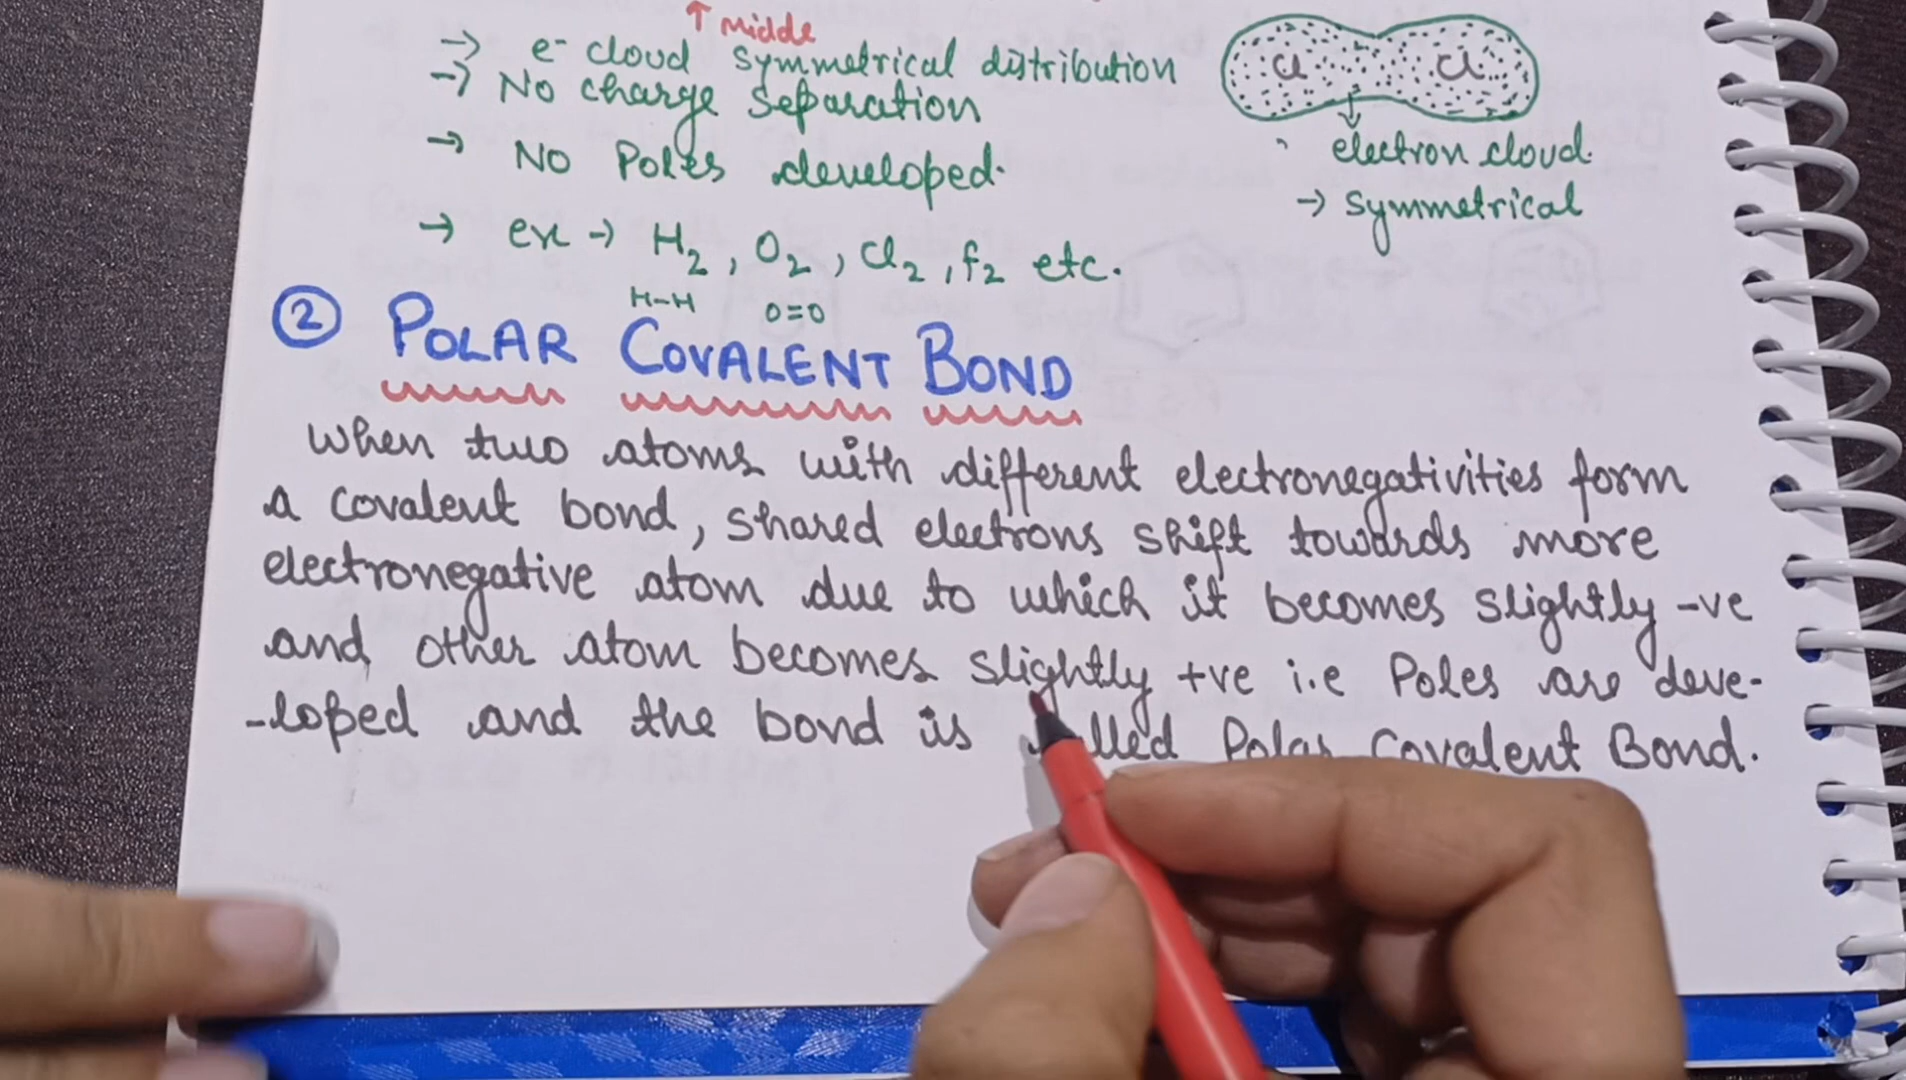 ↑ Middle
→ e⁻ cloud symmetrical distribution
→ No charge separation
→ No Poles developed.
→ ex → H₂, O₂, Cl₂, f₂ etc.
H–H O=O
Cl Cl
electron cloud.
→ symmetrical
② POLAR COVALENT BOND
When two atoms with different electronegativities form
a covalent bond, shared electrons shift towards more
electronegative atom due to which it becomes slightly -ve
and other atom becomes slightly +ve i.e Poles are deve-
-loped and the bond is Polar Covalent Bond.